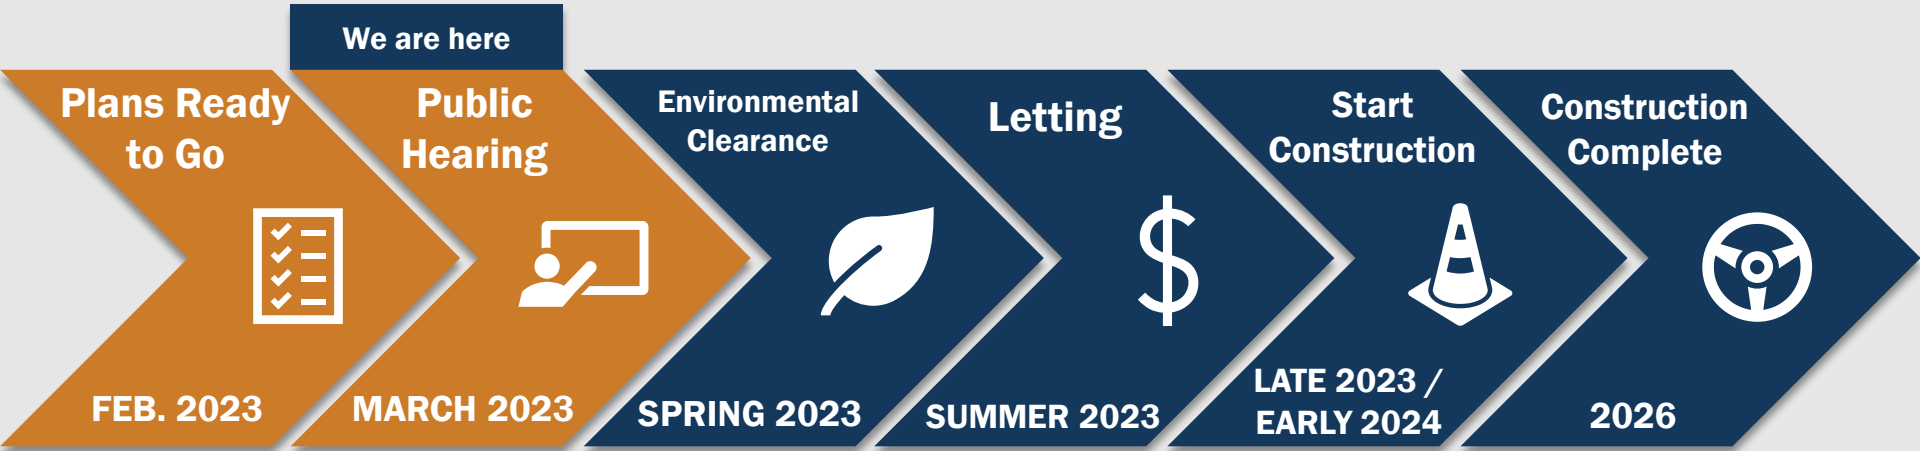 We are here
Plans Ready
to Go
FEB. 2023
Public
Hearing
MARCH 2023
Environmental
Clearance
SPRING 2023
Letting
$
SUMMER 2023
Start
Construction
LATE 2023 /
EARLY 2024
Construction
Complete
2026